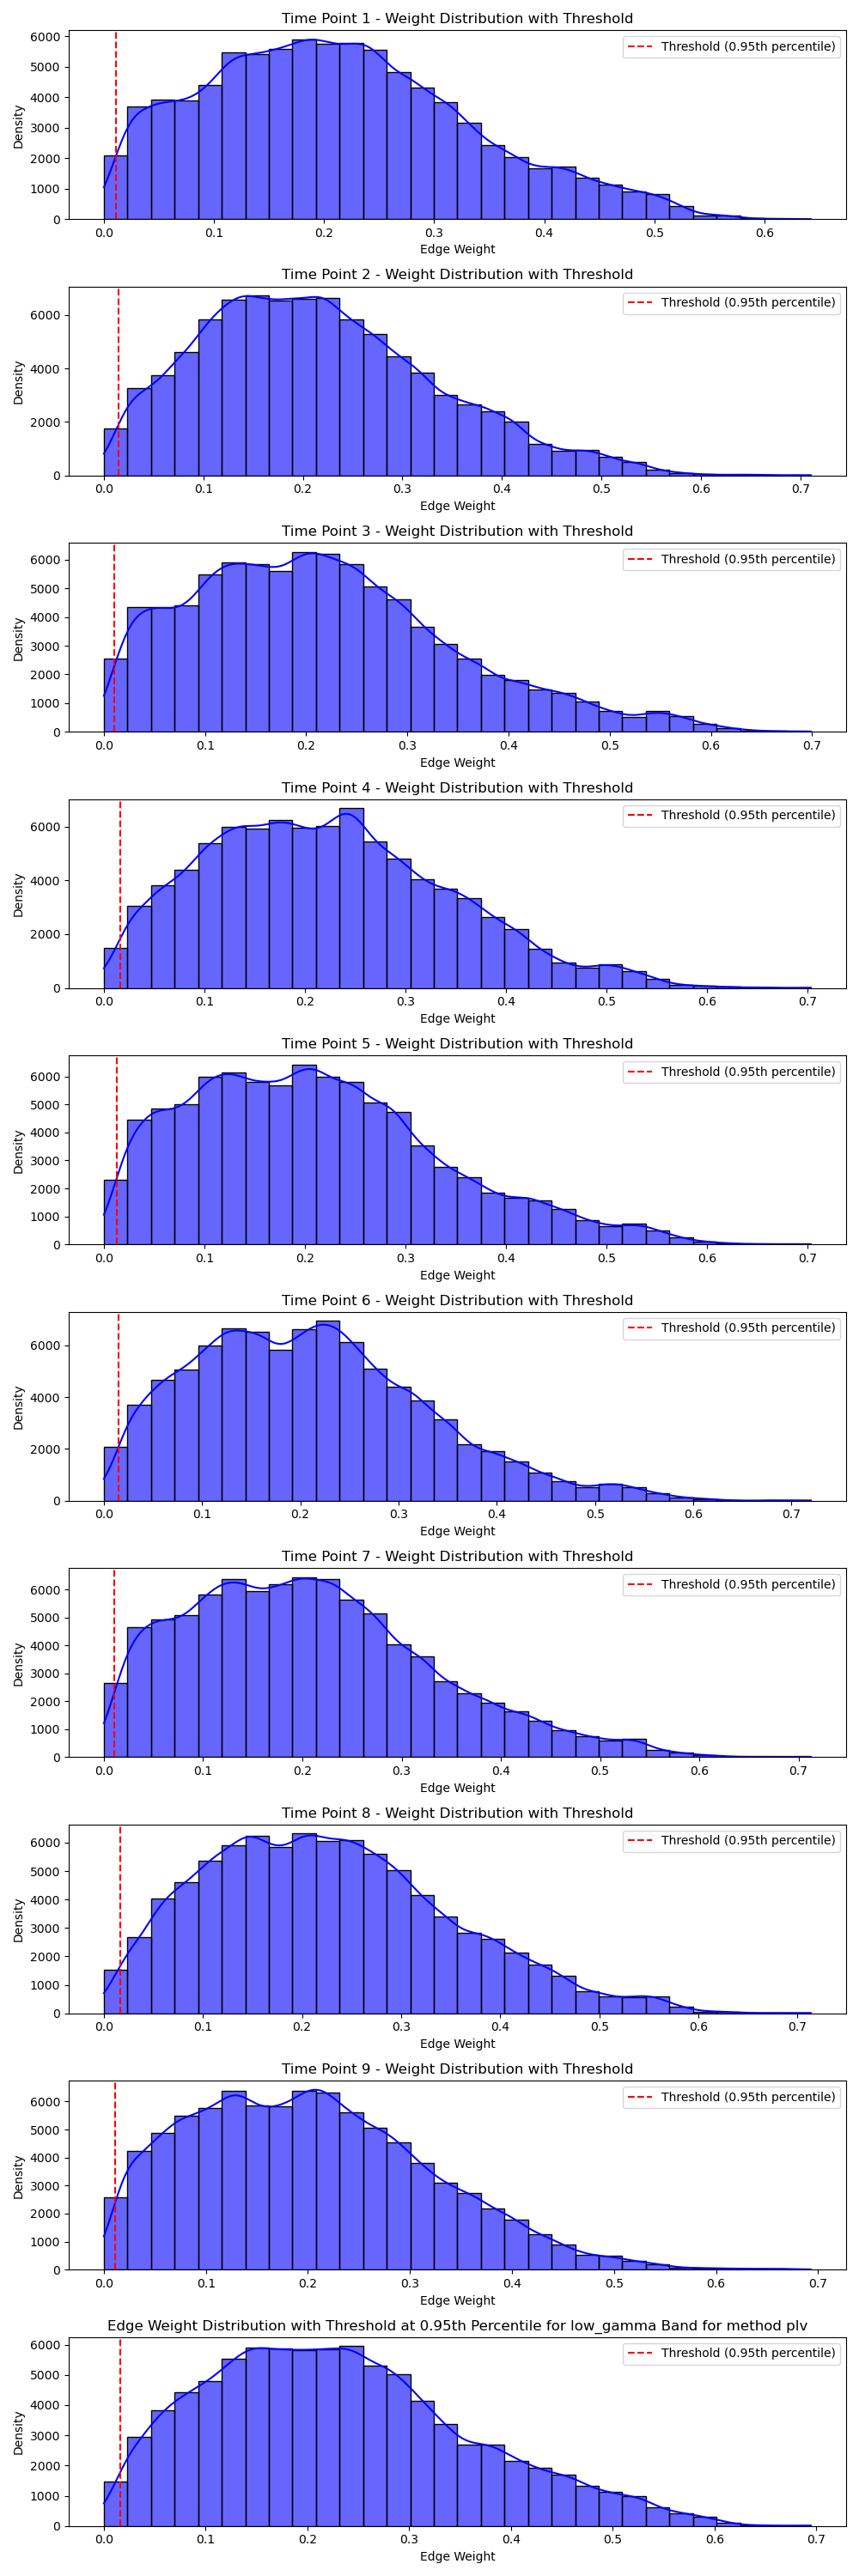 Time Point 1 - Weight Distribution with Threshold
Threshold (0.95th percentile)
Density
6000
5000
4000
3000
2000
1000
0
0.0 0.1 0.2 0.3 0.4 0.5 0.6
Edge Weight
Time Point 2 - Weight Distribution with Threshold
Threshold (0.95th percentile)
Density
6000
4000
2000
0
0.0 0.1 0.2 0.3 0.4 0.5 0.6 0.7
Edge Weight
Time Point 3 - Weight Distribution with Threshold
Threshold (0.95th percentile)
Density
6000
5000
4000
3000
2000
1000
0
0.0 0.1 0.2 0.3 0.4 0.5 0.6 0.7
Edge Weight
Time Point 4 - Weight Distribution with Threshold
Threshold (0.95th percentile)
Density
6000
4000
2000
0
0.0 0.1 0.2 0.3 0.4 0.5 0.6 0.7
Edge Weight
Time Point 5 - Weight Distribution with Threshold
Threshold (0.95th percentile)
Density
6000
5000
4000
3000
2000
1000
0
0.0 0.1 0.2 0.3 0.4 0.5 0.6 0.7
Edge Weight
Time Point 6 - Weight Distribution with Threshold
Threshold (0.95th percentile)
Density
6000
4000
2000
0
0.0 0.1 0.2 0.3 0.4 0.5 0.6 0.7
Edge Weight
Time Point 7 - Weight Distribution with Threshold
Threshold (0.95th percentile)
Density
6000
5000
4000
3000
2000
1000
0
0.0 0.1 0.2 0.3 0.4 0.5 0.6 0.7
Edge Weight
Time Point 8 - Weight Distribution with Threshold
Threshold (0.95th percentile)
Density
6000
5000
4000
3000
2000
1000
0
0.0 0.1 0.2 0.3 0.4 0.5 0.6 0.7
Edge Weight
Time Point 9 - Weight Distribution with Threshold
Threshold (0.95th percentile)
Density
6000
5000
4000
3000
2000
1000
0
0.0 0.1 0.2 0.3 0.4 0.5 0.6 0.7
Edge Weight
Edge Weight Distribution with Threshold at 0.95th Percentile for low_gamma Band for method plv
Threshold (0.95th percentile)
Density
6000
5000
4000
3000
2000
1000
0
0.0 0.1 0.2 0.3 0.4 0.5 0.6 0.7
Edge Weight